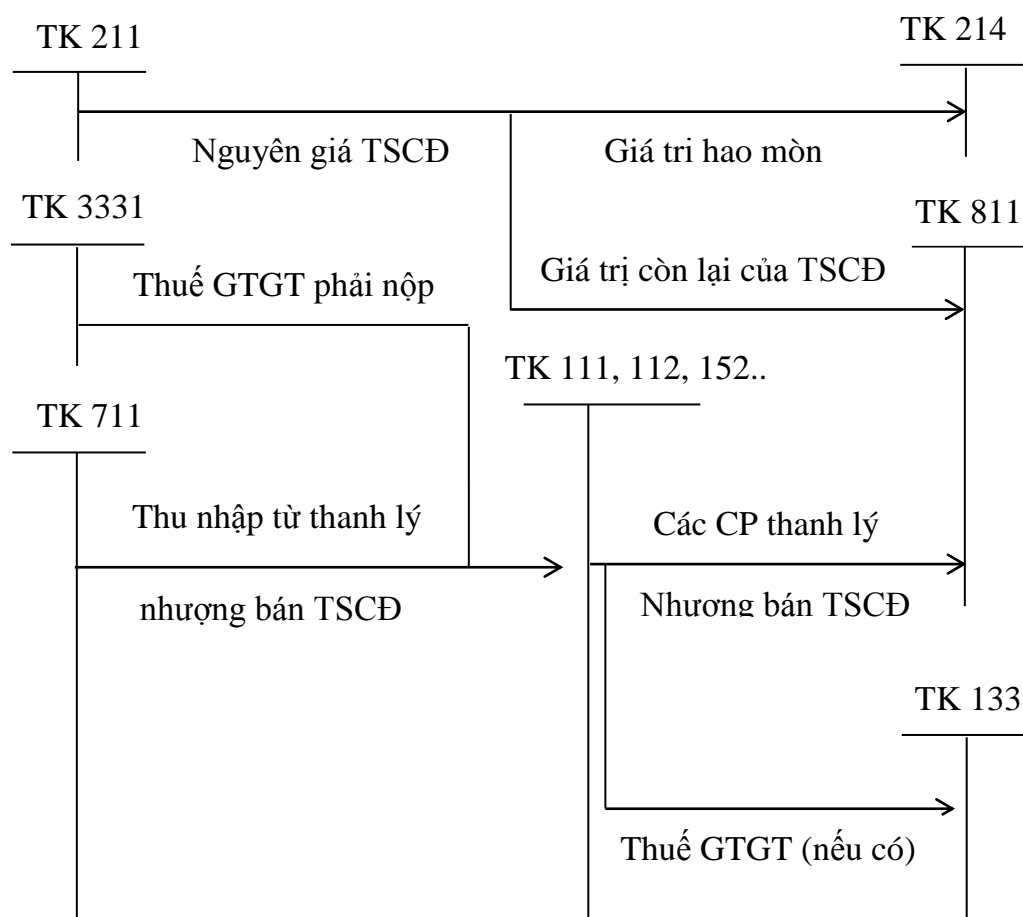 TK 211
TK 214
Nguyên giá TSCĐ
Giá tri hao mòn
TK 3331
TK 811
Thuế GTGT phải nộp
Giá trị còn lại của TSCĐ
TK 111, 112, 152..
TK 711
Thu nhập từ thanh lý
Các CP thanh lý
nhượng bán TSCĐ
Nhượng bán TSCĐ
TK 133
Thuế GTGT (nếu có)